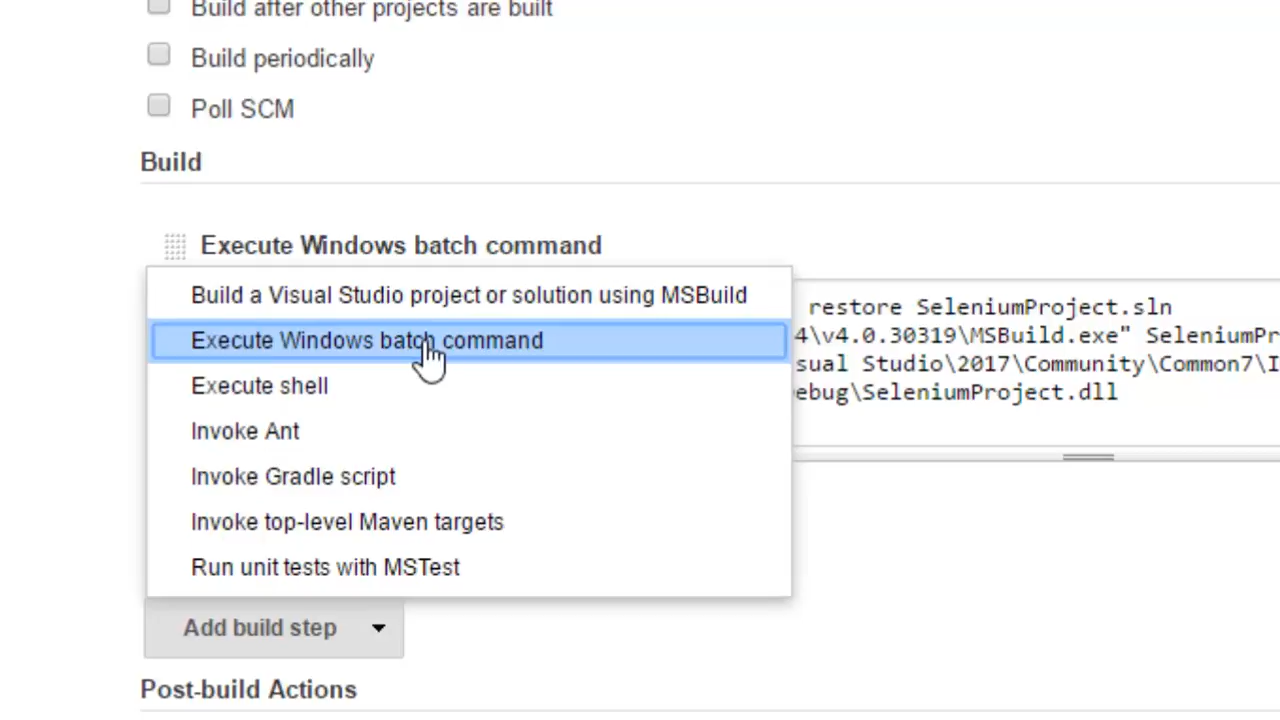 Build after other projects are built
Build periodically
Poll SCM
Build
Execute Windows batch command
Build a Visual Studio project or solution using MSBuild
restore SeleniumProject.sln
Execute Windows batch command
4\v4.0.30319\MSBuild.exe" SeleniumPr
sual Studio\2017\Community\Common7\I
Execute shell
ebug\SeleniumProject.dll
Invoke Ant
Invoke Gradle script
Invoke top-level Maven targets
Run unit tests with MSTest
Add build step
Post-build Actions